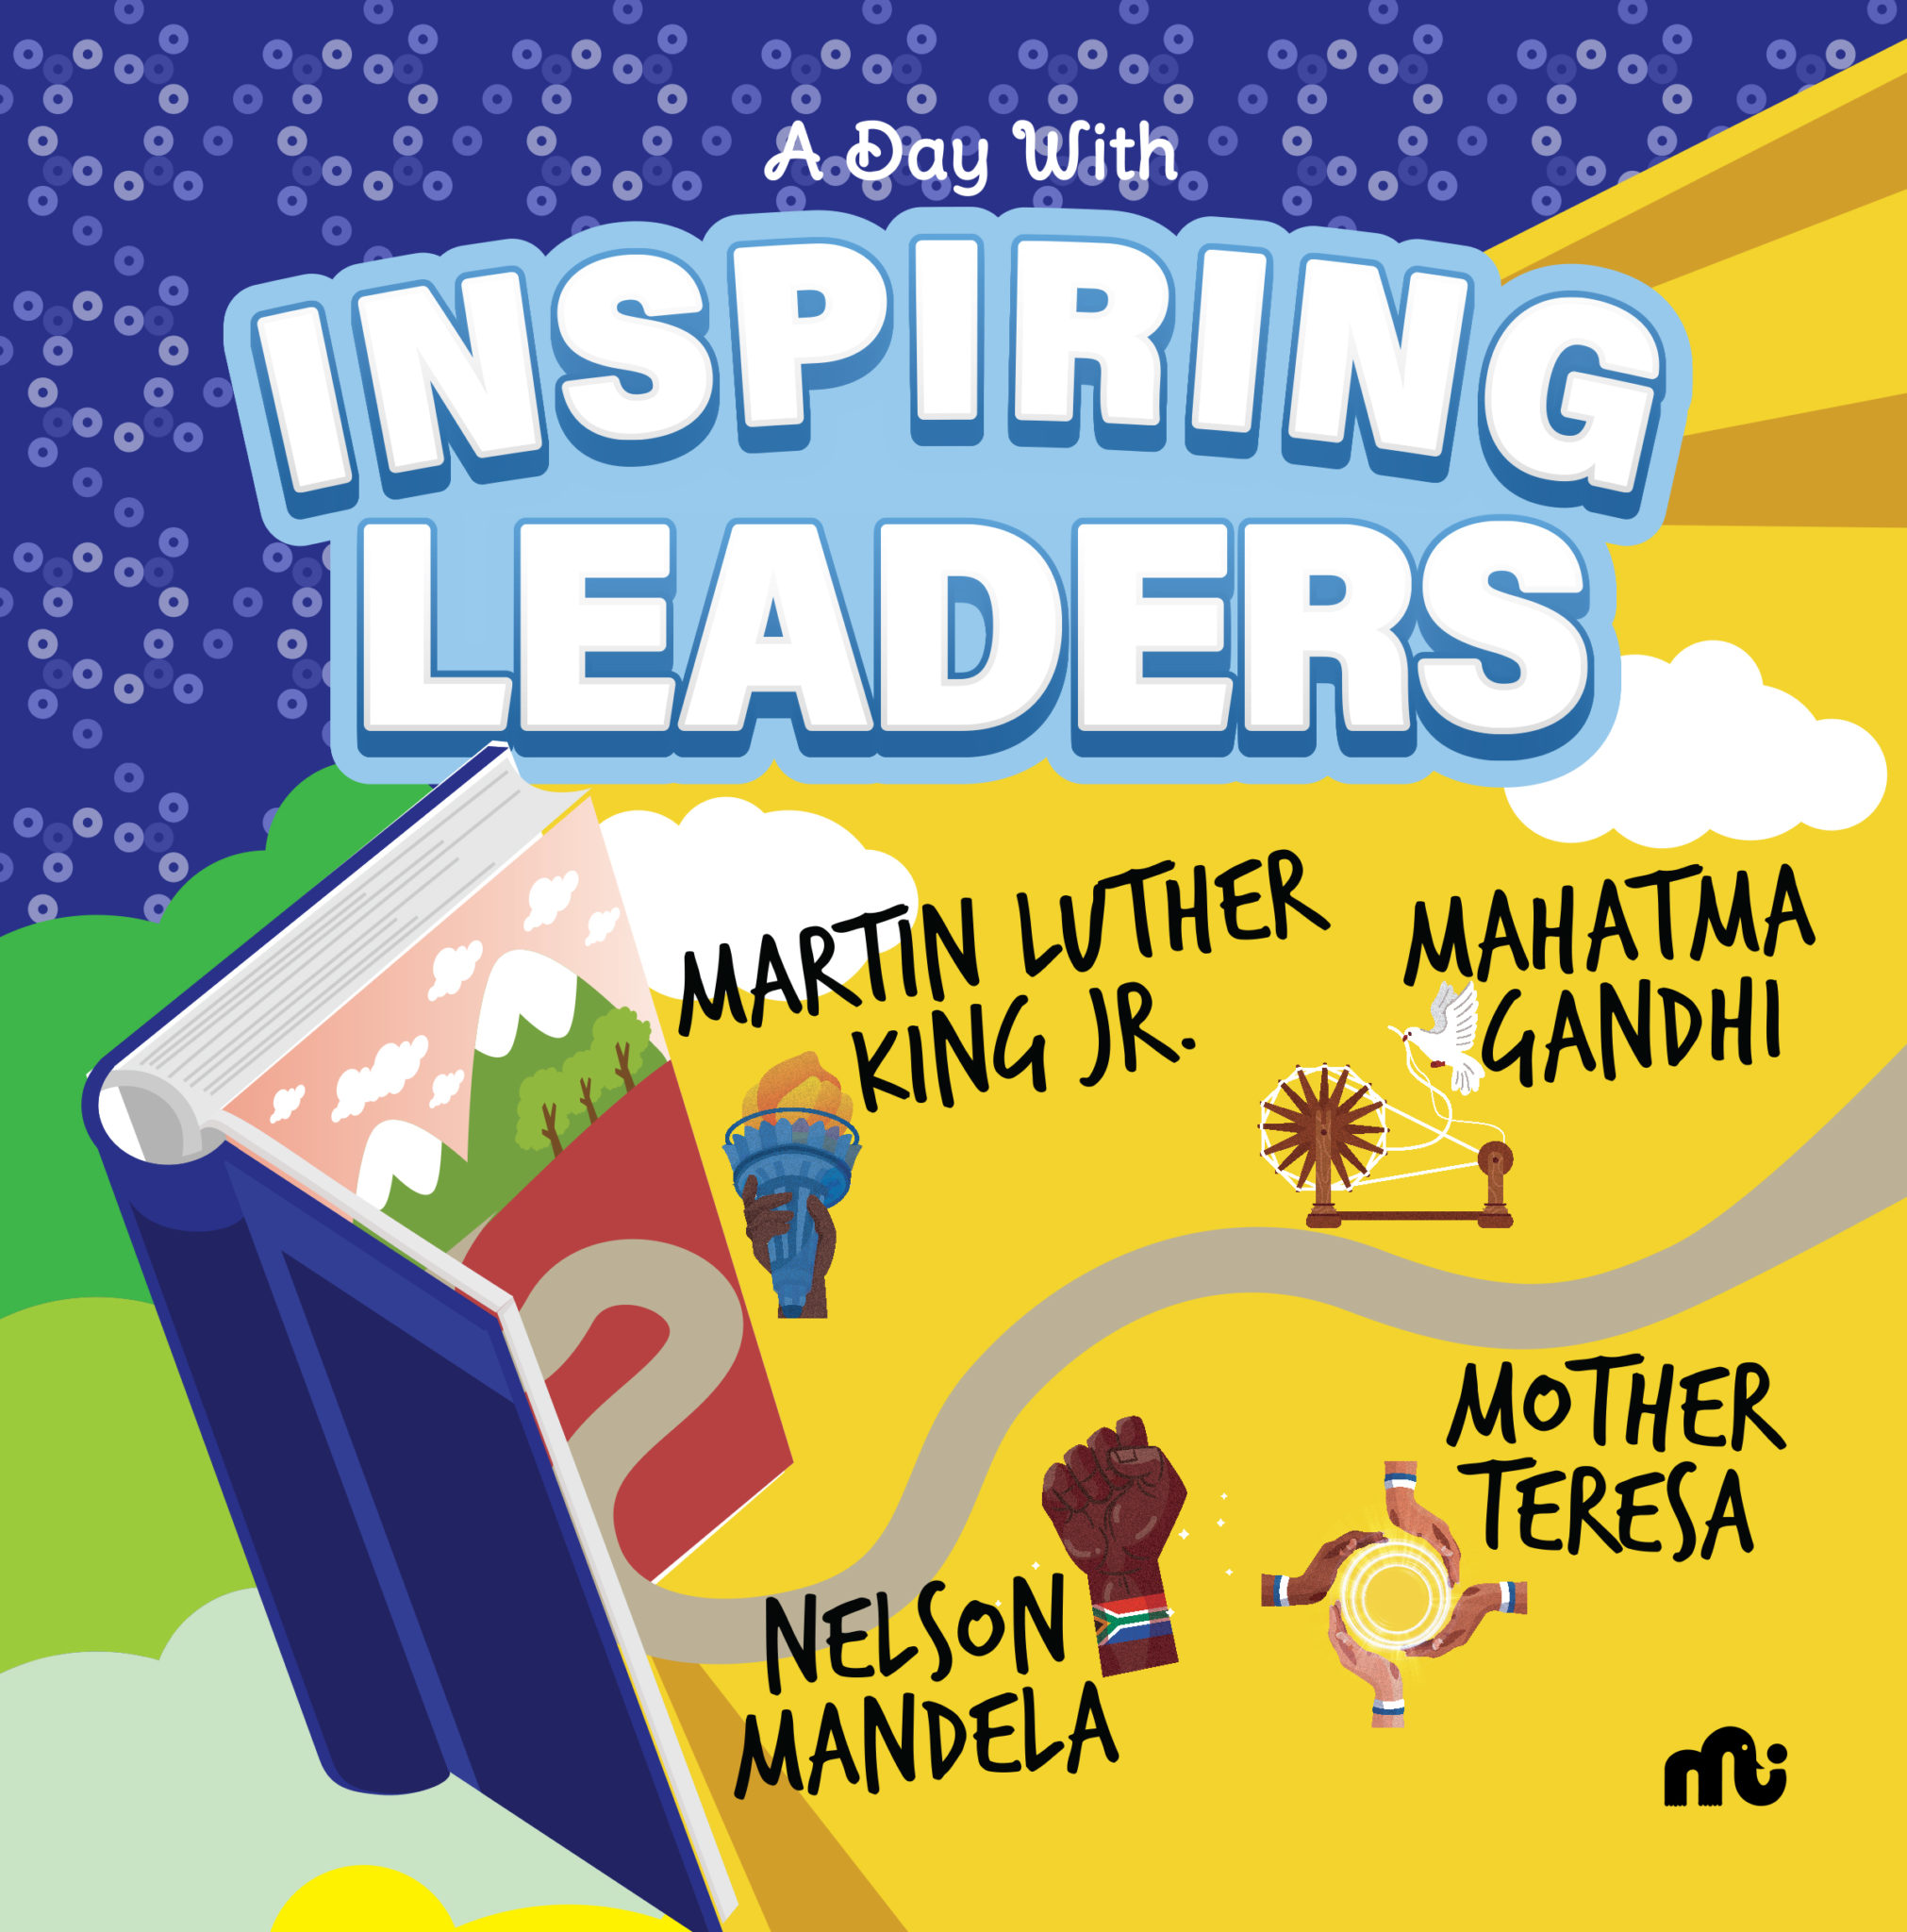 A Day With
INSPIRING
LEADERS
MARTIN LUTHER
KING JR.
MAHATMA
GANDHI
MOTHER
TERESA
NELSON
MANDELA